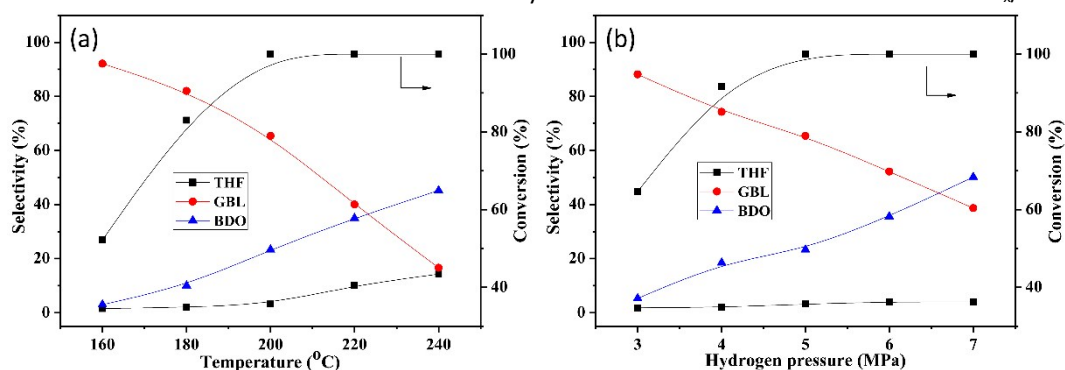 (a)
100
80
60
40
20
0
Selectivity (%)
160 180 200 220 240
Temperature (°C)
100
80
60
40
Conversion (%)
THF
GBL
BDO
(b)
100
80
60
40
20
0
Selectivity (%)
3 4 5 6 7
Hydrogen pressure (MPa)
100
80
60
40
Conversion (%)
THF
GBL
BDO